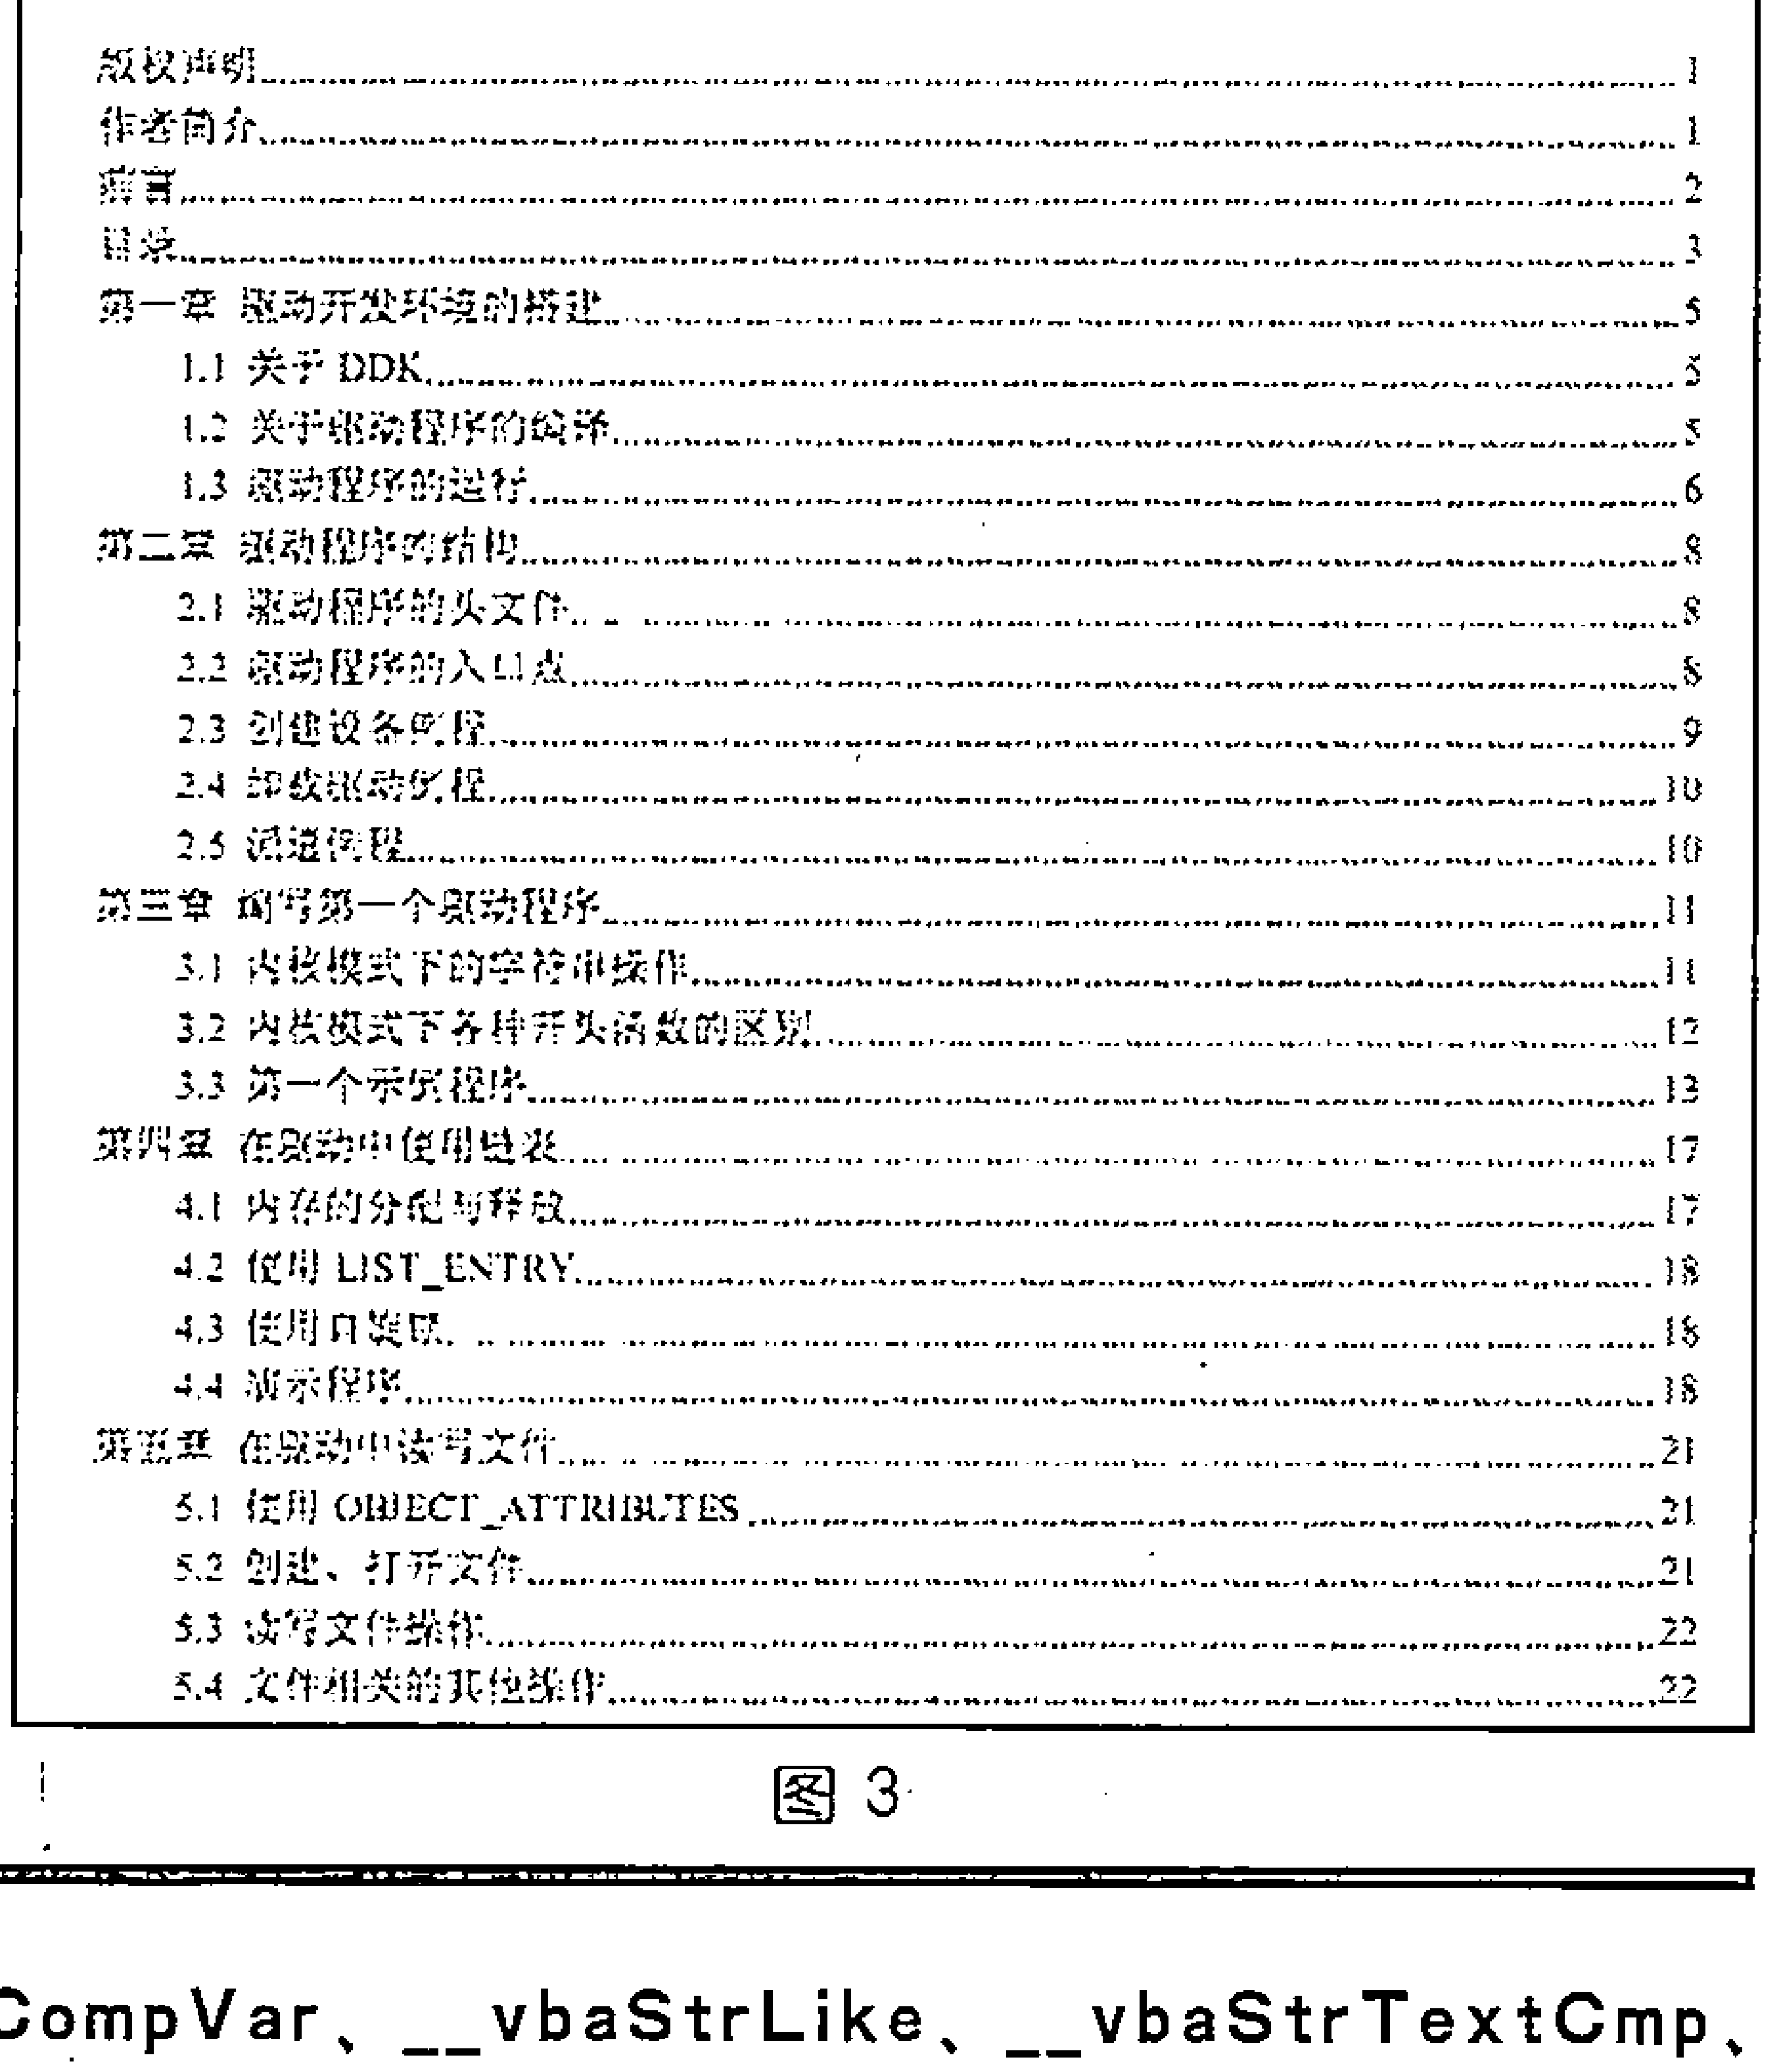 版权声明 1
作者简介 1
前言 2
目录 3
第一章 驱动开发环境的搭建 5
1.1 关于 DDK 5
1.2 关于驱动程序的编译 5
1.3 驱动程序的运行 6
第二章 驱动程序的结构 8
2.1 驱动程序的头文件 8
2.2 驱动程序的入口点 8
2.3 创建设备例程 9
2.4 卸载驱动例程 10
2.5 派遣例程 10
第三章 编写第一个驱动程序 11
3.1 内核模式下的字符串操作 11
3.2 内核模式下各种开头函数的区别 12
3.3 第一个示例程序 13
第四章 在驱动中使用链表 17
4.1 内存的分配与释放 17
4.2 使用 LIST_ENTRY 18
4.3 使用自旋锁 18
4.4 演示程序 18
第五章 在驱动中读写文件 21
5.1 使用 OBJECT_ATTRIBUTES 21
5.2 创建、打开文件 21
5.3 读写文件操作 22
5.4 文件相关的其他操作 22
图 3
CompVar、__vbaStrLike、__vbaStrTextCmp、